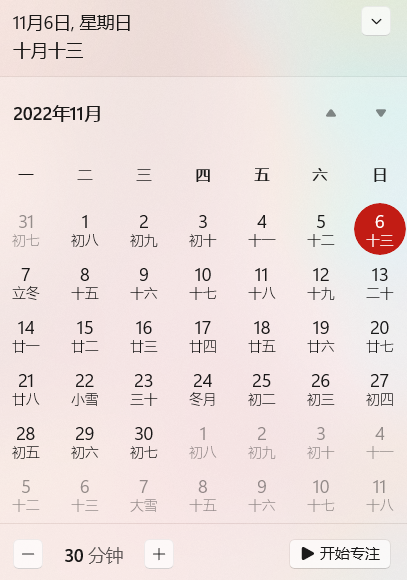 11月6日, 星期日
十月十三
2022年11月
一 二 三 四 五 六 日
31 1 2 3 4 5 6
初七 初八 初九 初十 十一 十二 十三
7 8 9 10 11 12 13
立冬 十五 十六 十七 十八 十九 二十
14 15 16 17 18 19 20
廿一 廿二 廿三 廿四 廿五 廿六 廿七
21 22 23 24 25 26 27
廿八 小雪 三十 冬月 初二 初三 初四
28 29 30 1 2 3 4
初五 初六 初七 初八 初九 初十 十一
5 6 7 8 9 10 11
十二 十三 大雪 十五 十六 十七 十八
30 分钟 开始专注